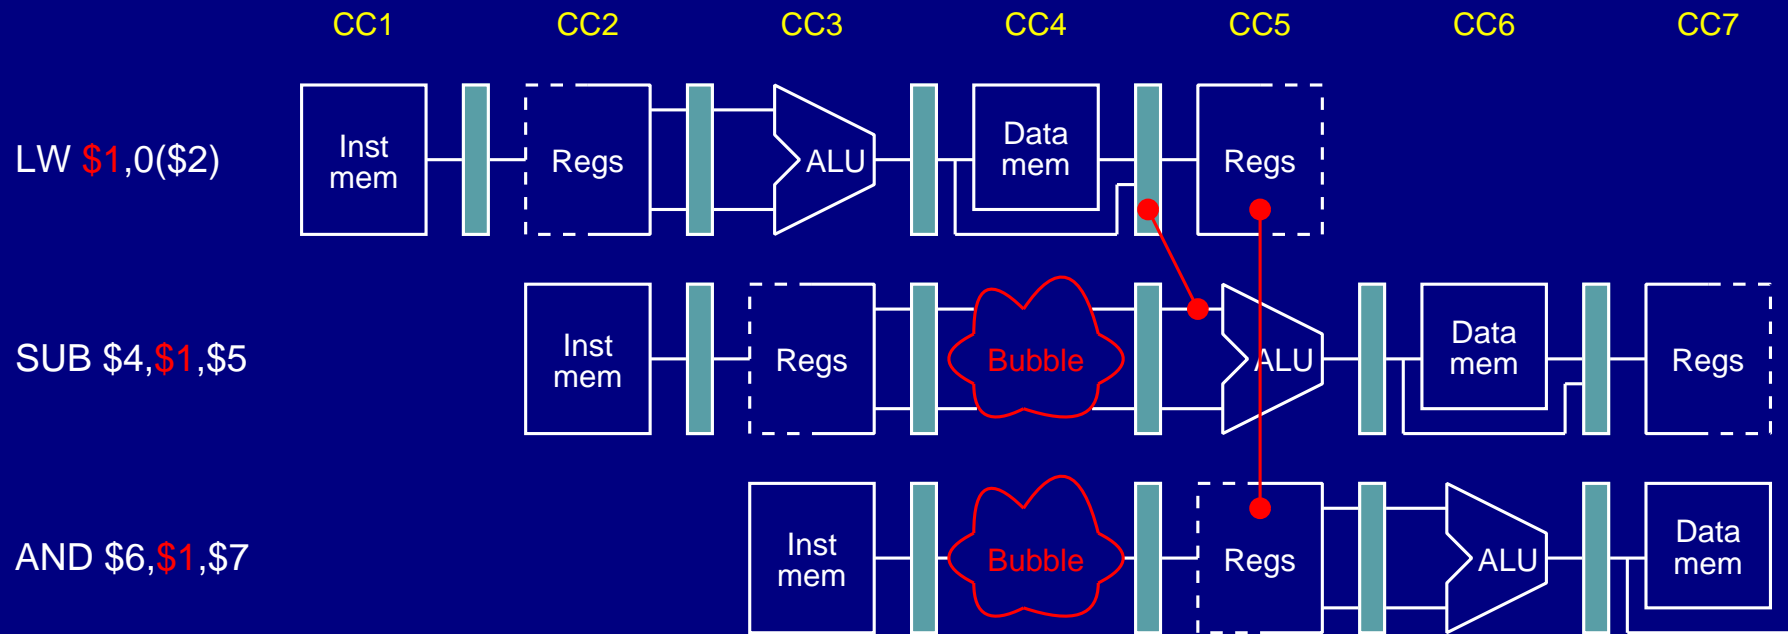 CC1 CC2 CC3 CC4 CC5 CC6 CC7
LW $1,0($2)
Inst
mem
Regs
ALU
Data
mem
Regs
SUB $4,$1,$5
Inst
mem
Regs
Bubble
ALU
Data
mem
Regs
AND $6,$1,$7
Inst
mem
Bubble
Regs
ALU
Data
mem